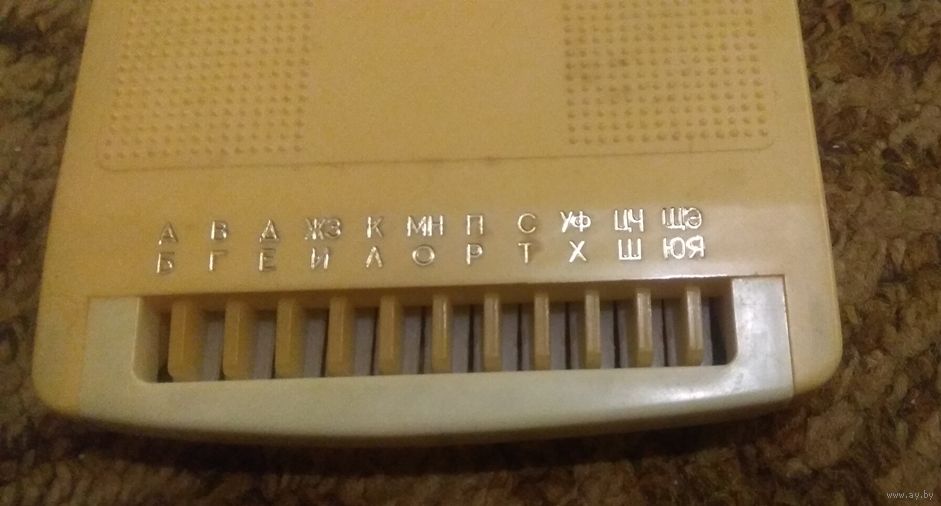 А В Д ЖЗ К МН П С УФ ЦЧ ЩЭ
Б Г Е И Л О Р Т Х Ш ЮЯ
www.ay.by